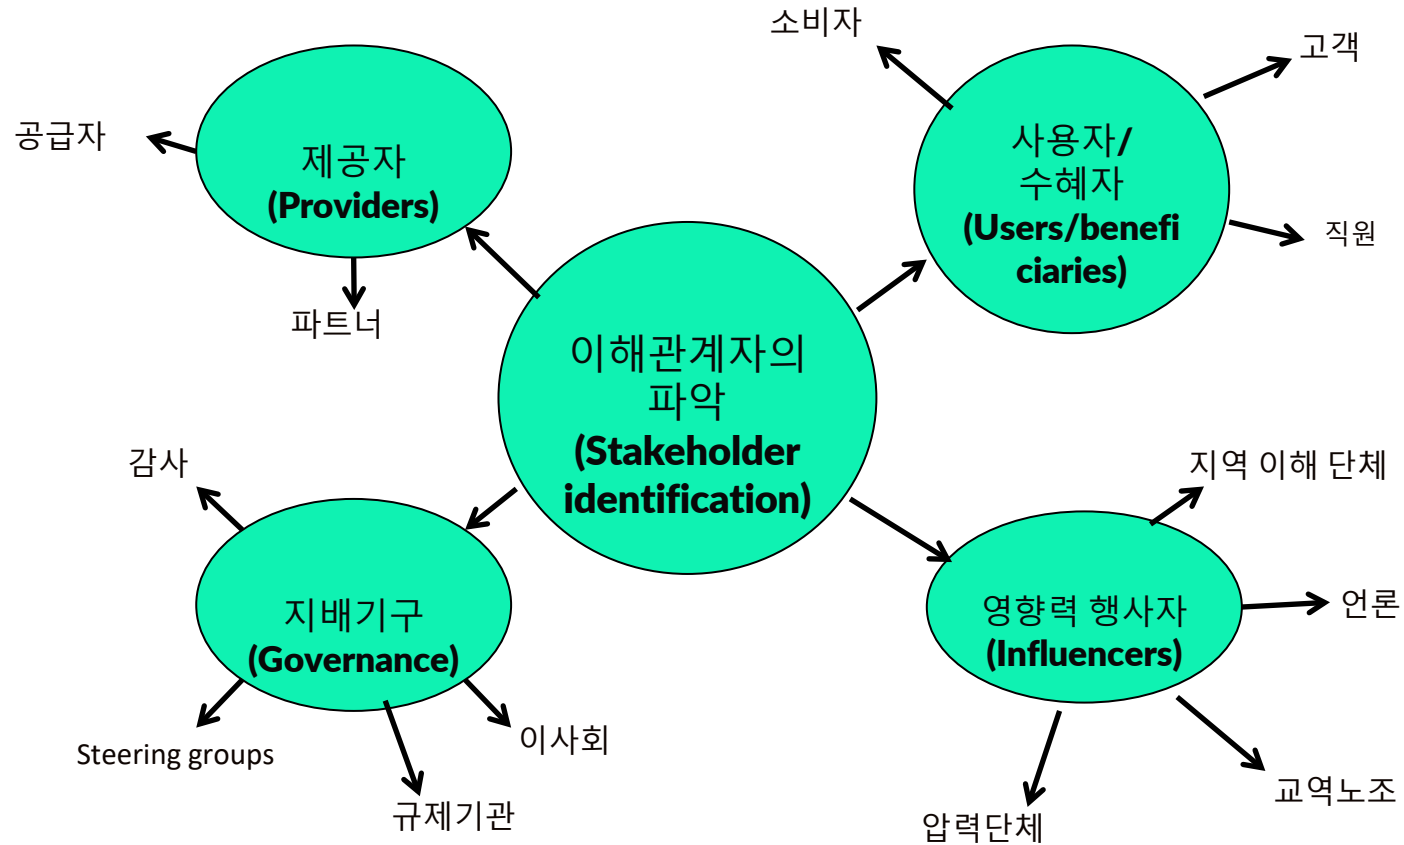 소비자
고객
공급자
제공자
(Providers)
사용자/
수혜자
(Users/benefi
ciaries)
직원
파트너
이해관계자의
파악
(Stakeholder
identification)
감사
지역 이해 단체
지배기구
(Governance)
영향력 행사자
(Influencers)
언론
Steering groups
이사회
규제기관
교역노조
압력단체